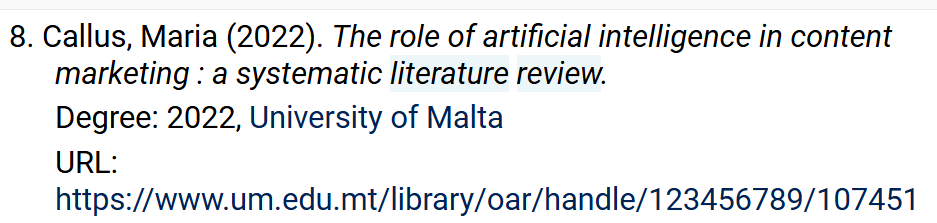 8. Callus, Maria (2022). The role of artificial intelligence in content
marketing : a systematic literature review.
Degree: 2022, University of Malta
URL:
https://www.um.edu.mt/library/oar/handle/123456789/107451